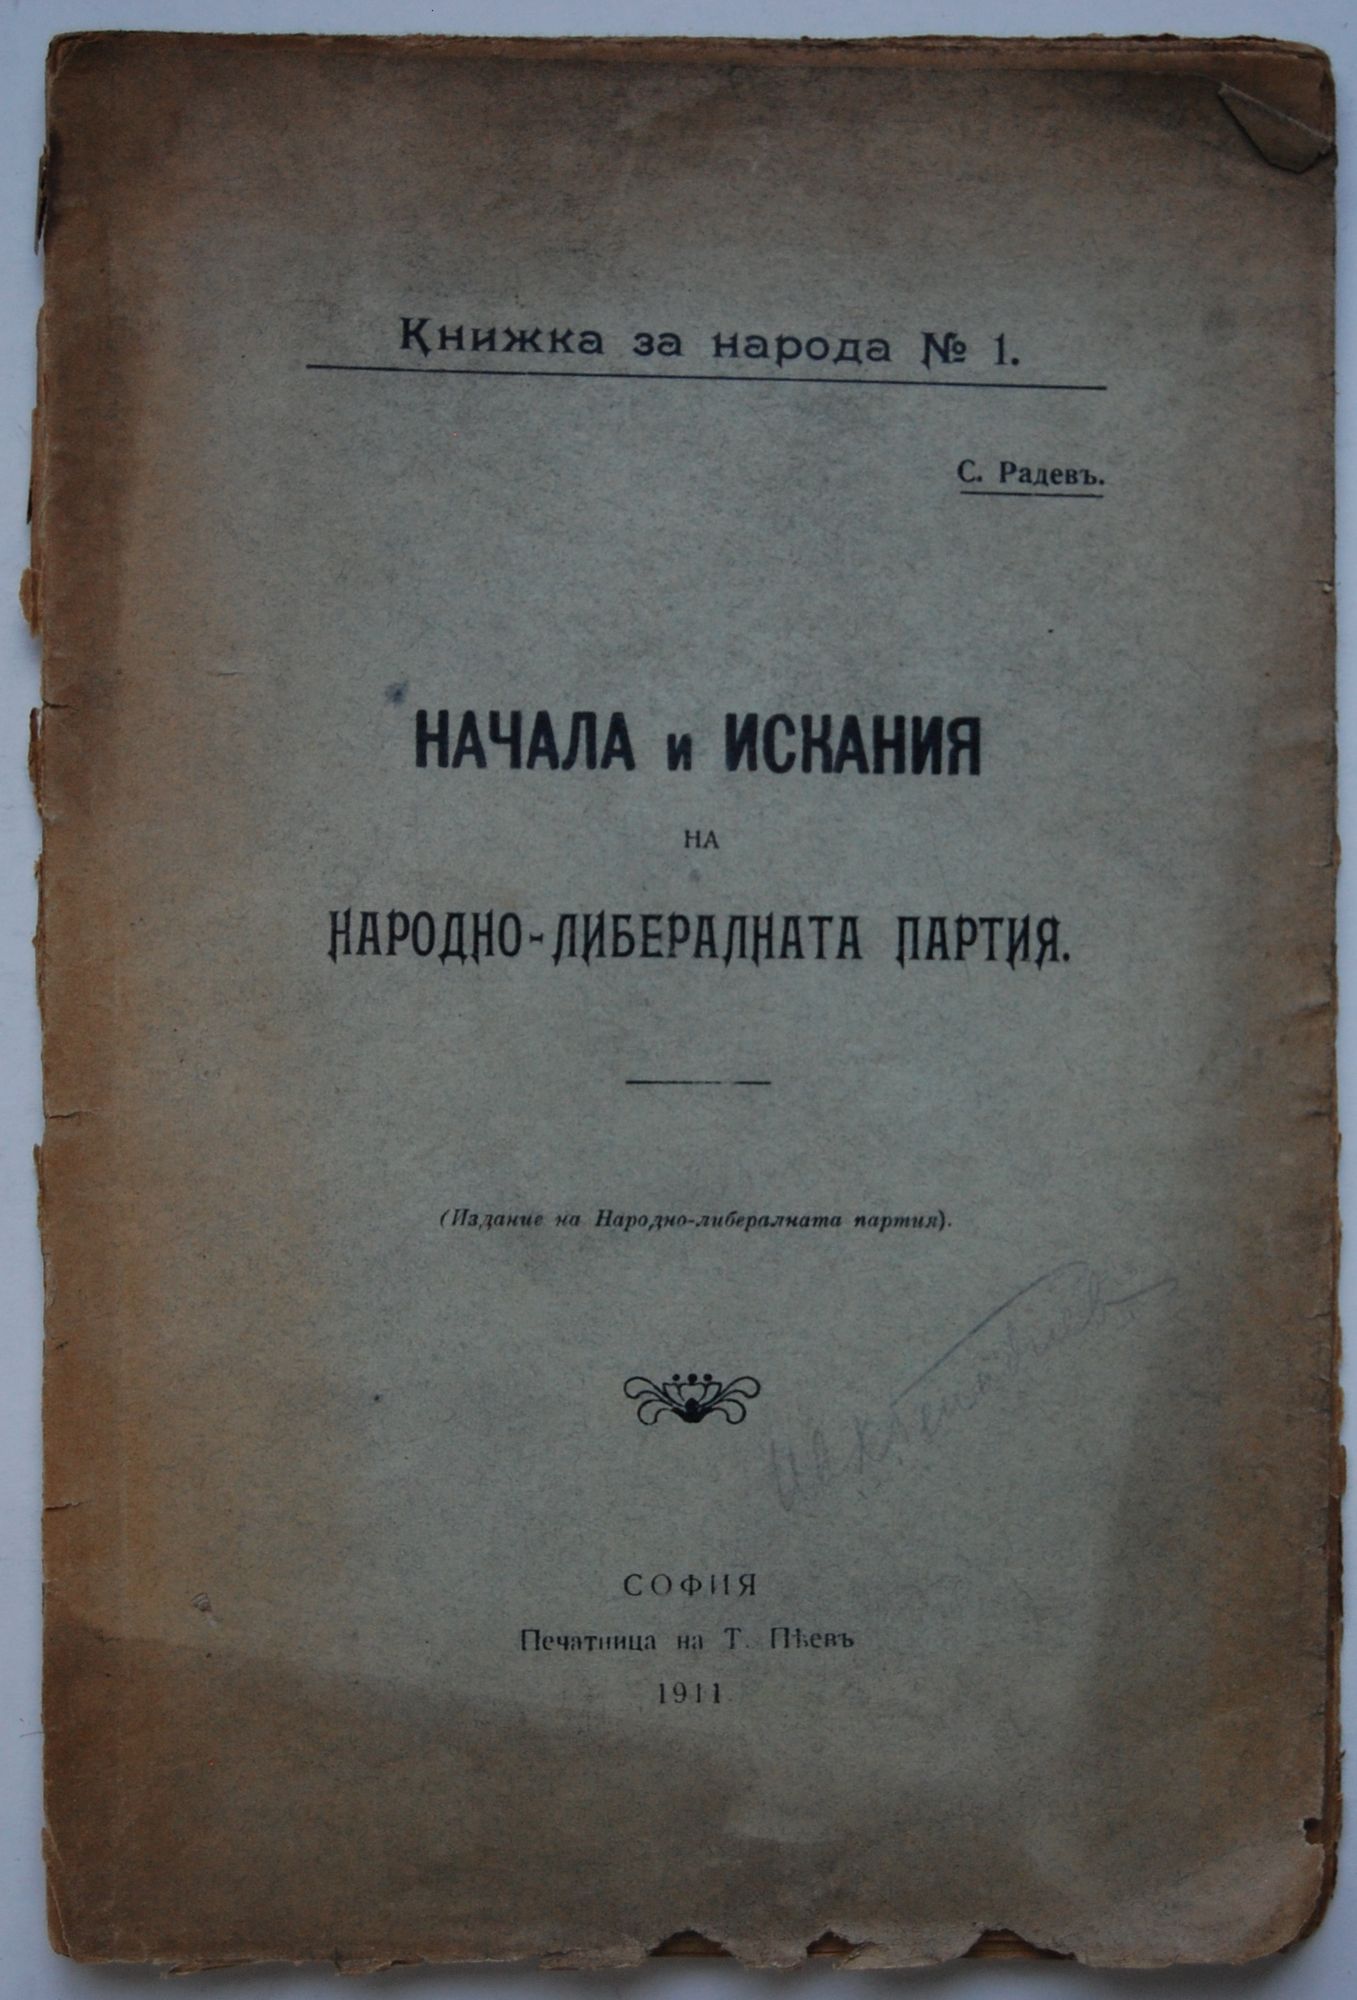 Книжка за народа № 1.
С. Радевъ.
НАЧАЛА и ИСКАНИЯ
НА
НАРОДНО-ЛИБЕРАЛНАТА ПАРТИЯ.
(Издание на Народно-либералната партия).
СОФИЯ
Печатница на Т. Пѣевъ
1911